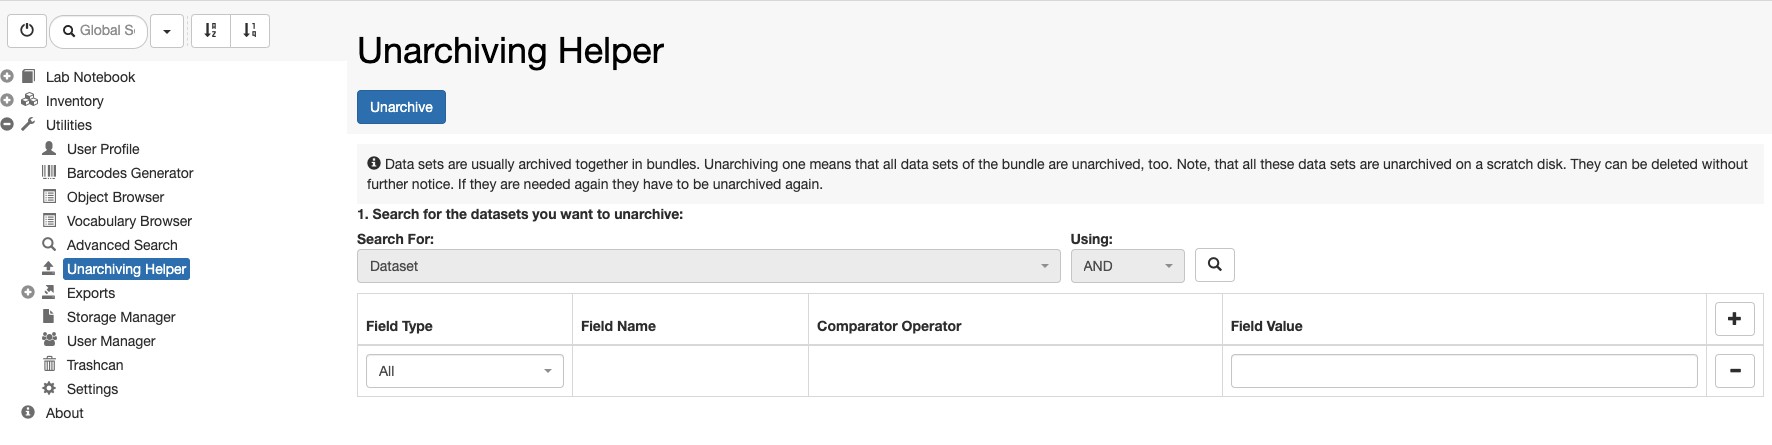 Global S
Lab Notebook
Inventory
Utilities
User Profile
Barcodes Generator
Object Browser
Vocabulary Browser
Advanced Search
Unarchiving Helper
Exports
Storage Manager
User Manager
Trashcan
Settings
About
Unarchiving Helper
Unarchive
Data sets are usually archived together in bundles. Unarchiving one means that all data sets of the bundle are unarchived, too. Note, that all these data sets are unarchived on a scratch disk. They can be deleted without
further notice. If they are needed again they have to be unarchived again.
1. Search for the datasets you want to unarchive:
Search For: Using:
Dataset AND
Field Type Field Name Comparator Operator Field Value
All